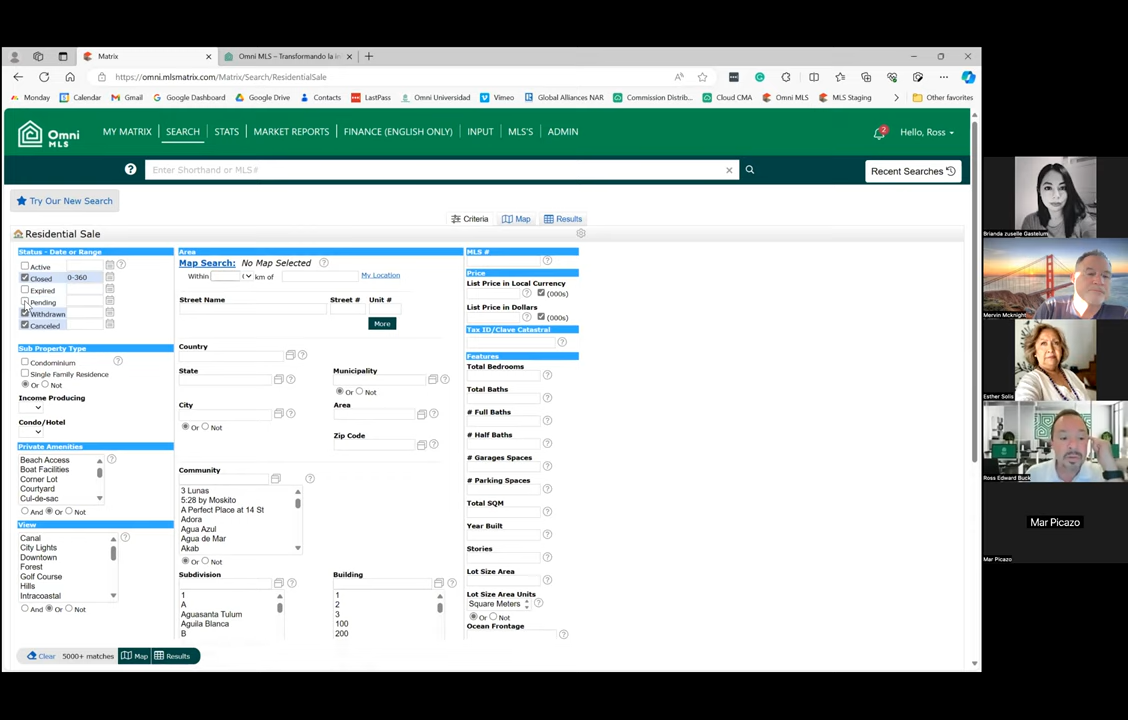 Matrix
Omni MLS – Transformando la in
https://omni.mlsmatrix.com/Matrix/Search/ResidentialSale
Monday
Calendar
Gmail
Google Dashboard
Google Drive
Contacts
LastPass
Omni Universidad
Vimeo
Global Alliances NAR
Commission Distrib...
Cloud CMA
Omni MLS
MLS Staging
Other favorites
Omni
MLS
MY MATRIX
SEARCH
STATS
MARKET REPORTS
FINANCE (ENGLISH ONLY)
INPUT
MLS'S
ADMIN
2
Hello, Ross
Enter Shorthand or MLS#
Recent Searches
Try Our New Search
Criteria
Map
Results
Residential Sale
Status - Date or Range
Active
Closed 0-360
Expired
Pending
Withdrawn
Canceled
Sub Property Type
Condominium
Single Family Residence
Or Not
Income Producing
Condo/Hotel
Private Amenities
Beach Access
Boat Facilities
Corner Lot
Courtyard
Cul-de-sac
And Or Not
View
Canal
City Lights
Downtown
Forest
Golf Course
Hills
Intracoastal
And Or Not
Area
Map Search: No Map Selected
Within km of My Location
Street Name Street # Unit #
More
Country
State Municipality
Or Not
City Area
Or Not
Zip Code
Community
3 Lunas
5:28 by Moskito
A Perfect Place at 14 St
Adora
Agua Azul
Agua de Mar
Akab
Or Not
Subdivision
1
A
Aguasanta Tulum
Aguila Blanca
B
Building
1
2
3
100
200
MLS #
Price
List Price in Local Currency
(000s)
List Price in Dollars
(000s)
Tax ID/Clave Catastral
Features
Total Bedrooms
Total Baths
# Full Baths
# Half Baths
# Garages Spaces
# Parking Spaces
Total SQM
Year Built
Stories
Lot Size Area
Lot Size Area Units
Square Meters
Or Not
Ocean Frontage
Clear 5000+ matches Map Results
Brianda zuselle Gastelum
Mervin Mcknight
Esther Solis
Ross Edward Buck
Mar Picazo
Mar Picazo